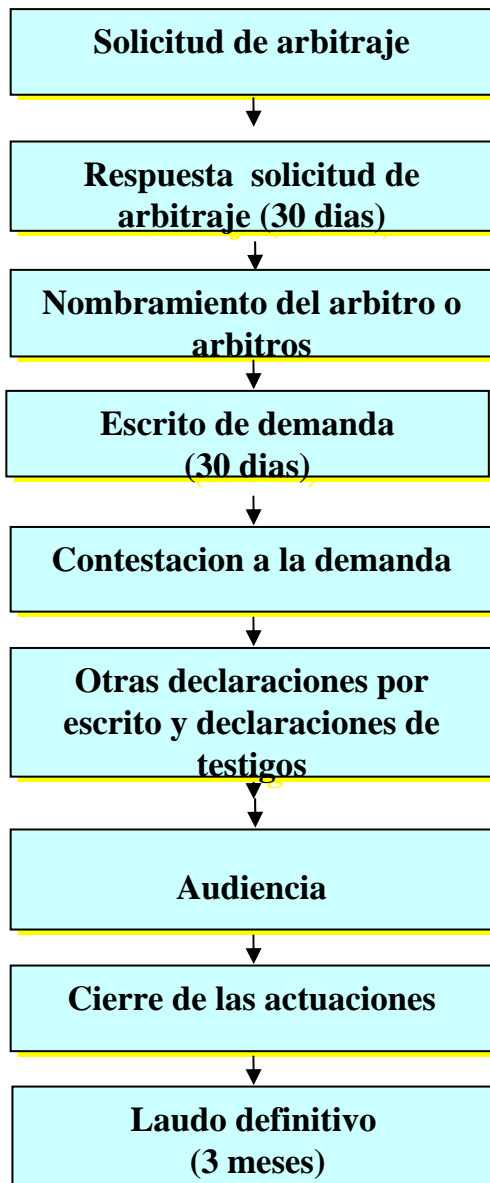 Solicitud de arbitraje
Respuesta solicitud de
arbitraje (30 dias)
Nombramiento del arbitro o
arbitros
Escrito de demanda
(30 dias)
Contestacion a la demanda
Otras declaraciones por
escrito y declaraciones de
testigos
Audiencia
Cierre de las actuaciones
Laudo definitivo
(3 meses)